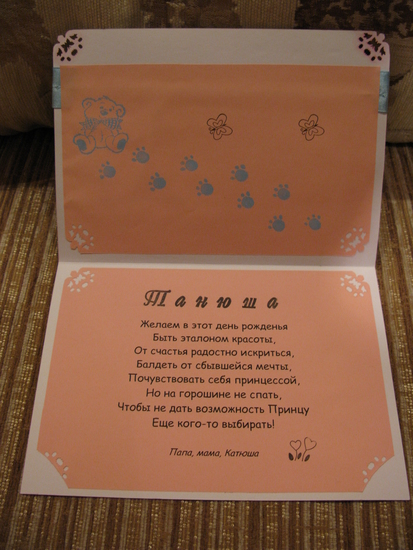 Танюша
Желаем в этот день рожденья
Быть эталоном красоты,
От счастья радостно искриться,
Балдеть от сбывшейся мечты,
Почувствовать себя принцессой,
Но на горошине не спать,
Чтобы не дать возможность Принцу
Еще кого-то выбирать!
Папа, мама, Катюша